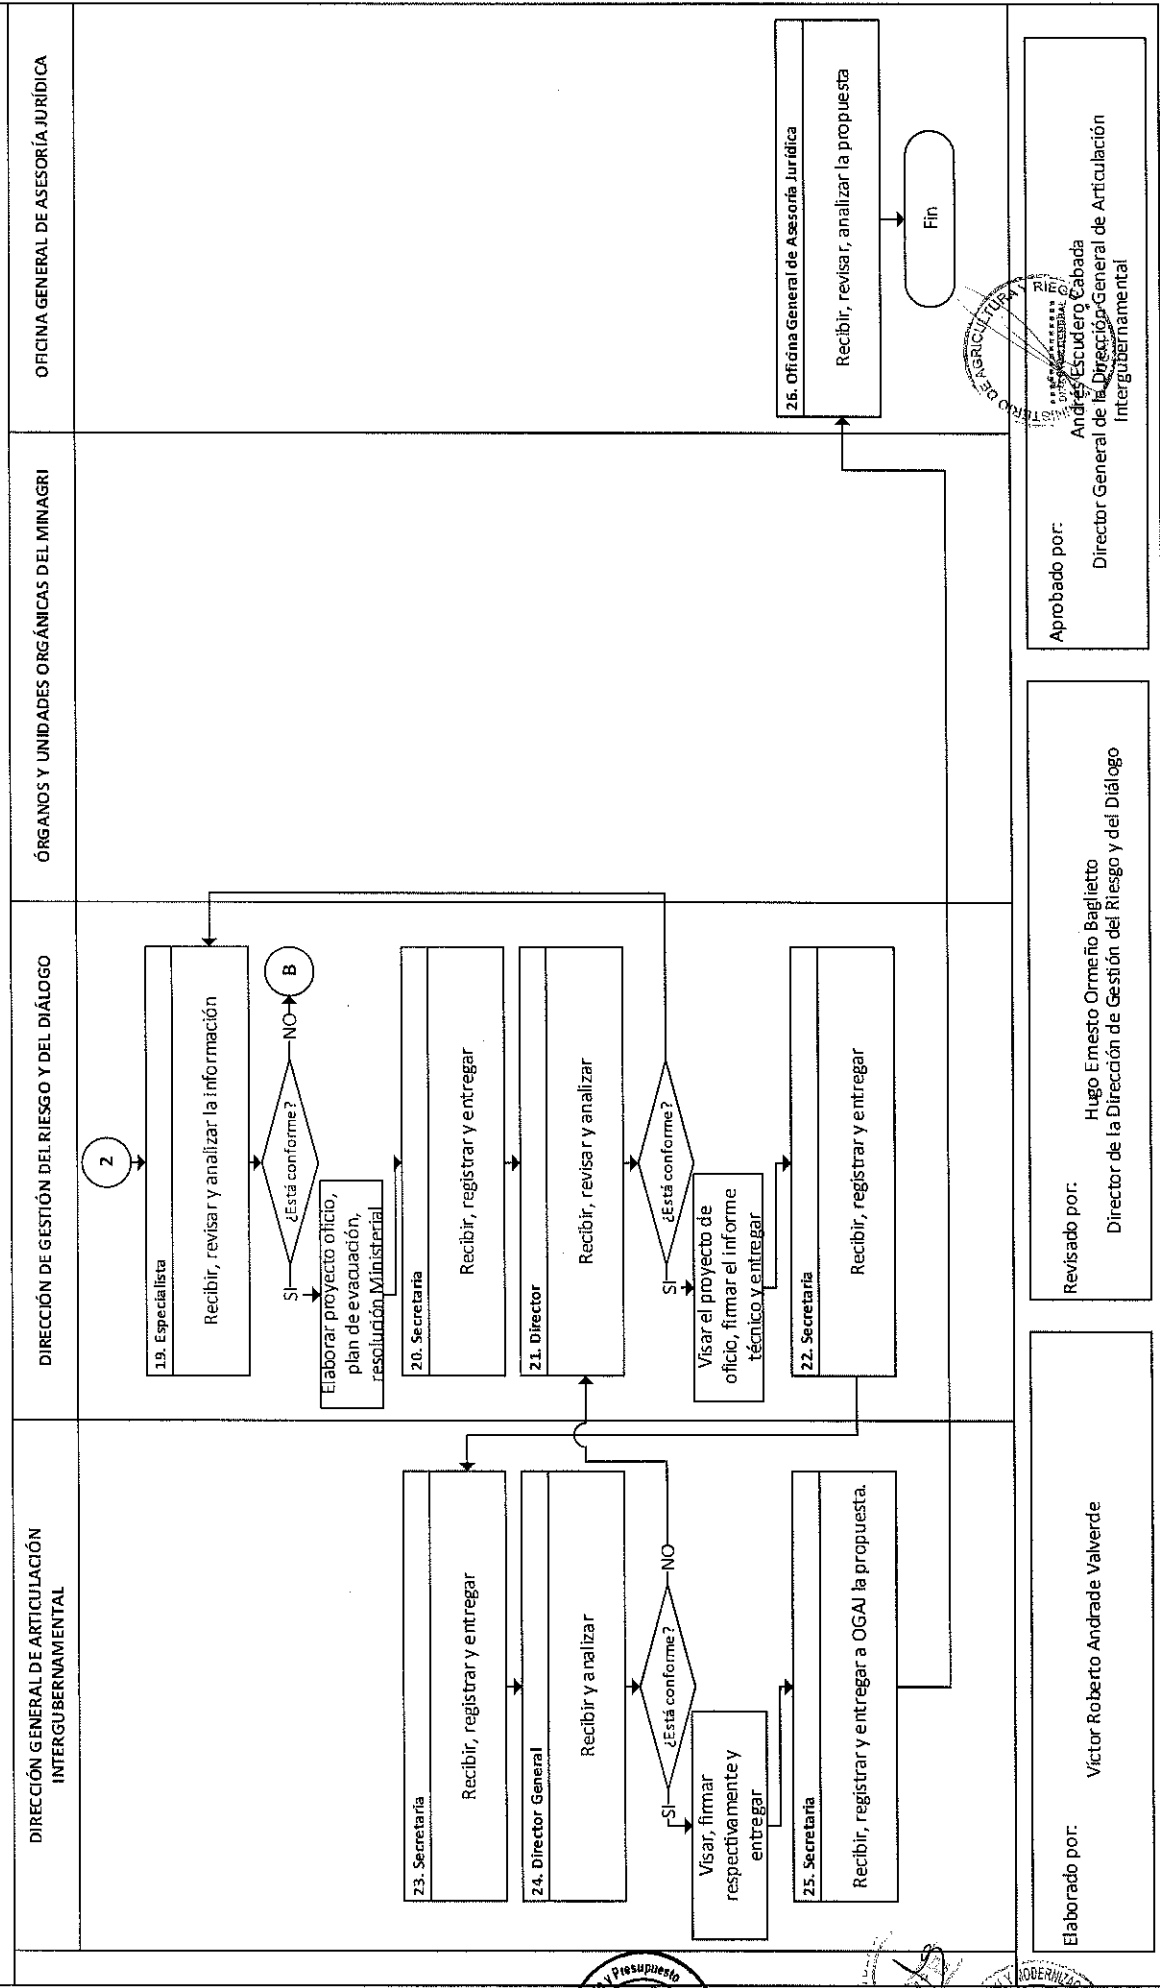 DIRECCIÓN GENERAL DE ARTICULACIÓN
INTERGUBERNAMENTAL
DIRECCIÓN DE GESTIÓN DEL RIESGO Y DEL DIÁLOGO
ÓRGANOS Y UNIDADES ORGÁNICAS DEL MINAGRI
OFICINA GENERAL DE ASESORÍA JURÍDICA
2
19. Especialista
Recibir, revisar y analizar la información
¿Está conforme?
SI
NO
B
Elaborar proyecto oficio,
plan de evacuación,
resolución Ministerial
20. Secretaria
Recibir, registrar y entregar
21. Director
Recibir, revisar y analizar
¿Está conforme?
SI
Visar el proyecto de
oficio, firmar el informe
técnico y entregar
22. Secretaria
Recibir, registrar y entregar
23. Secretaria
Recibir, registrar y entregar
24. Director General
Recibir y analizar
¿Está conforme?
SI
NO
Visar, firmar
respectivamente y
entregar
25. Secretaria
Recibir, registrar y entregar a OGAJ la propuesta.
26. Oficina General de Asesoría Jurídica
Recibir, revisar, analizar la propuesta
Fin
Elaborado por:
Víctor Roberto Andrade Valverde
Revisado por:
Hugo Ernesto Ormeño Baglietto
Director de la Dirección de Gestión del Riesgo y del Diálogo
Aprobado por:
Andrés Escudero Cabada
Director General de la Dirección General de Articulación
Intergubernamental
DE AGRICULTURA Y RIEGO
y Presupuesto